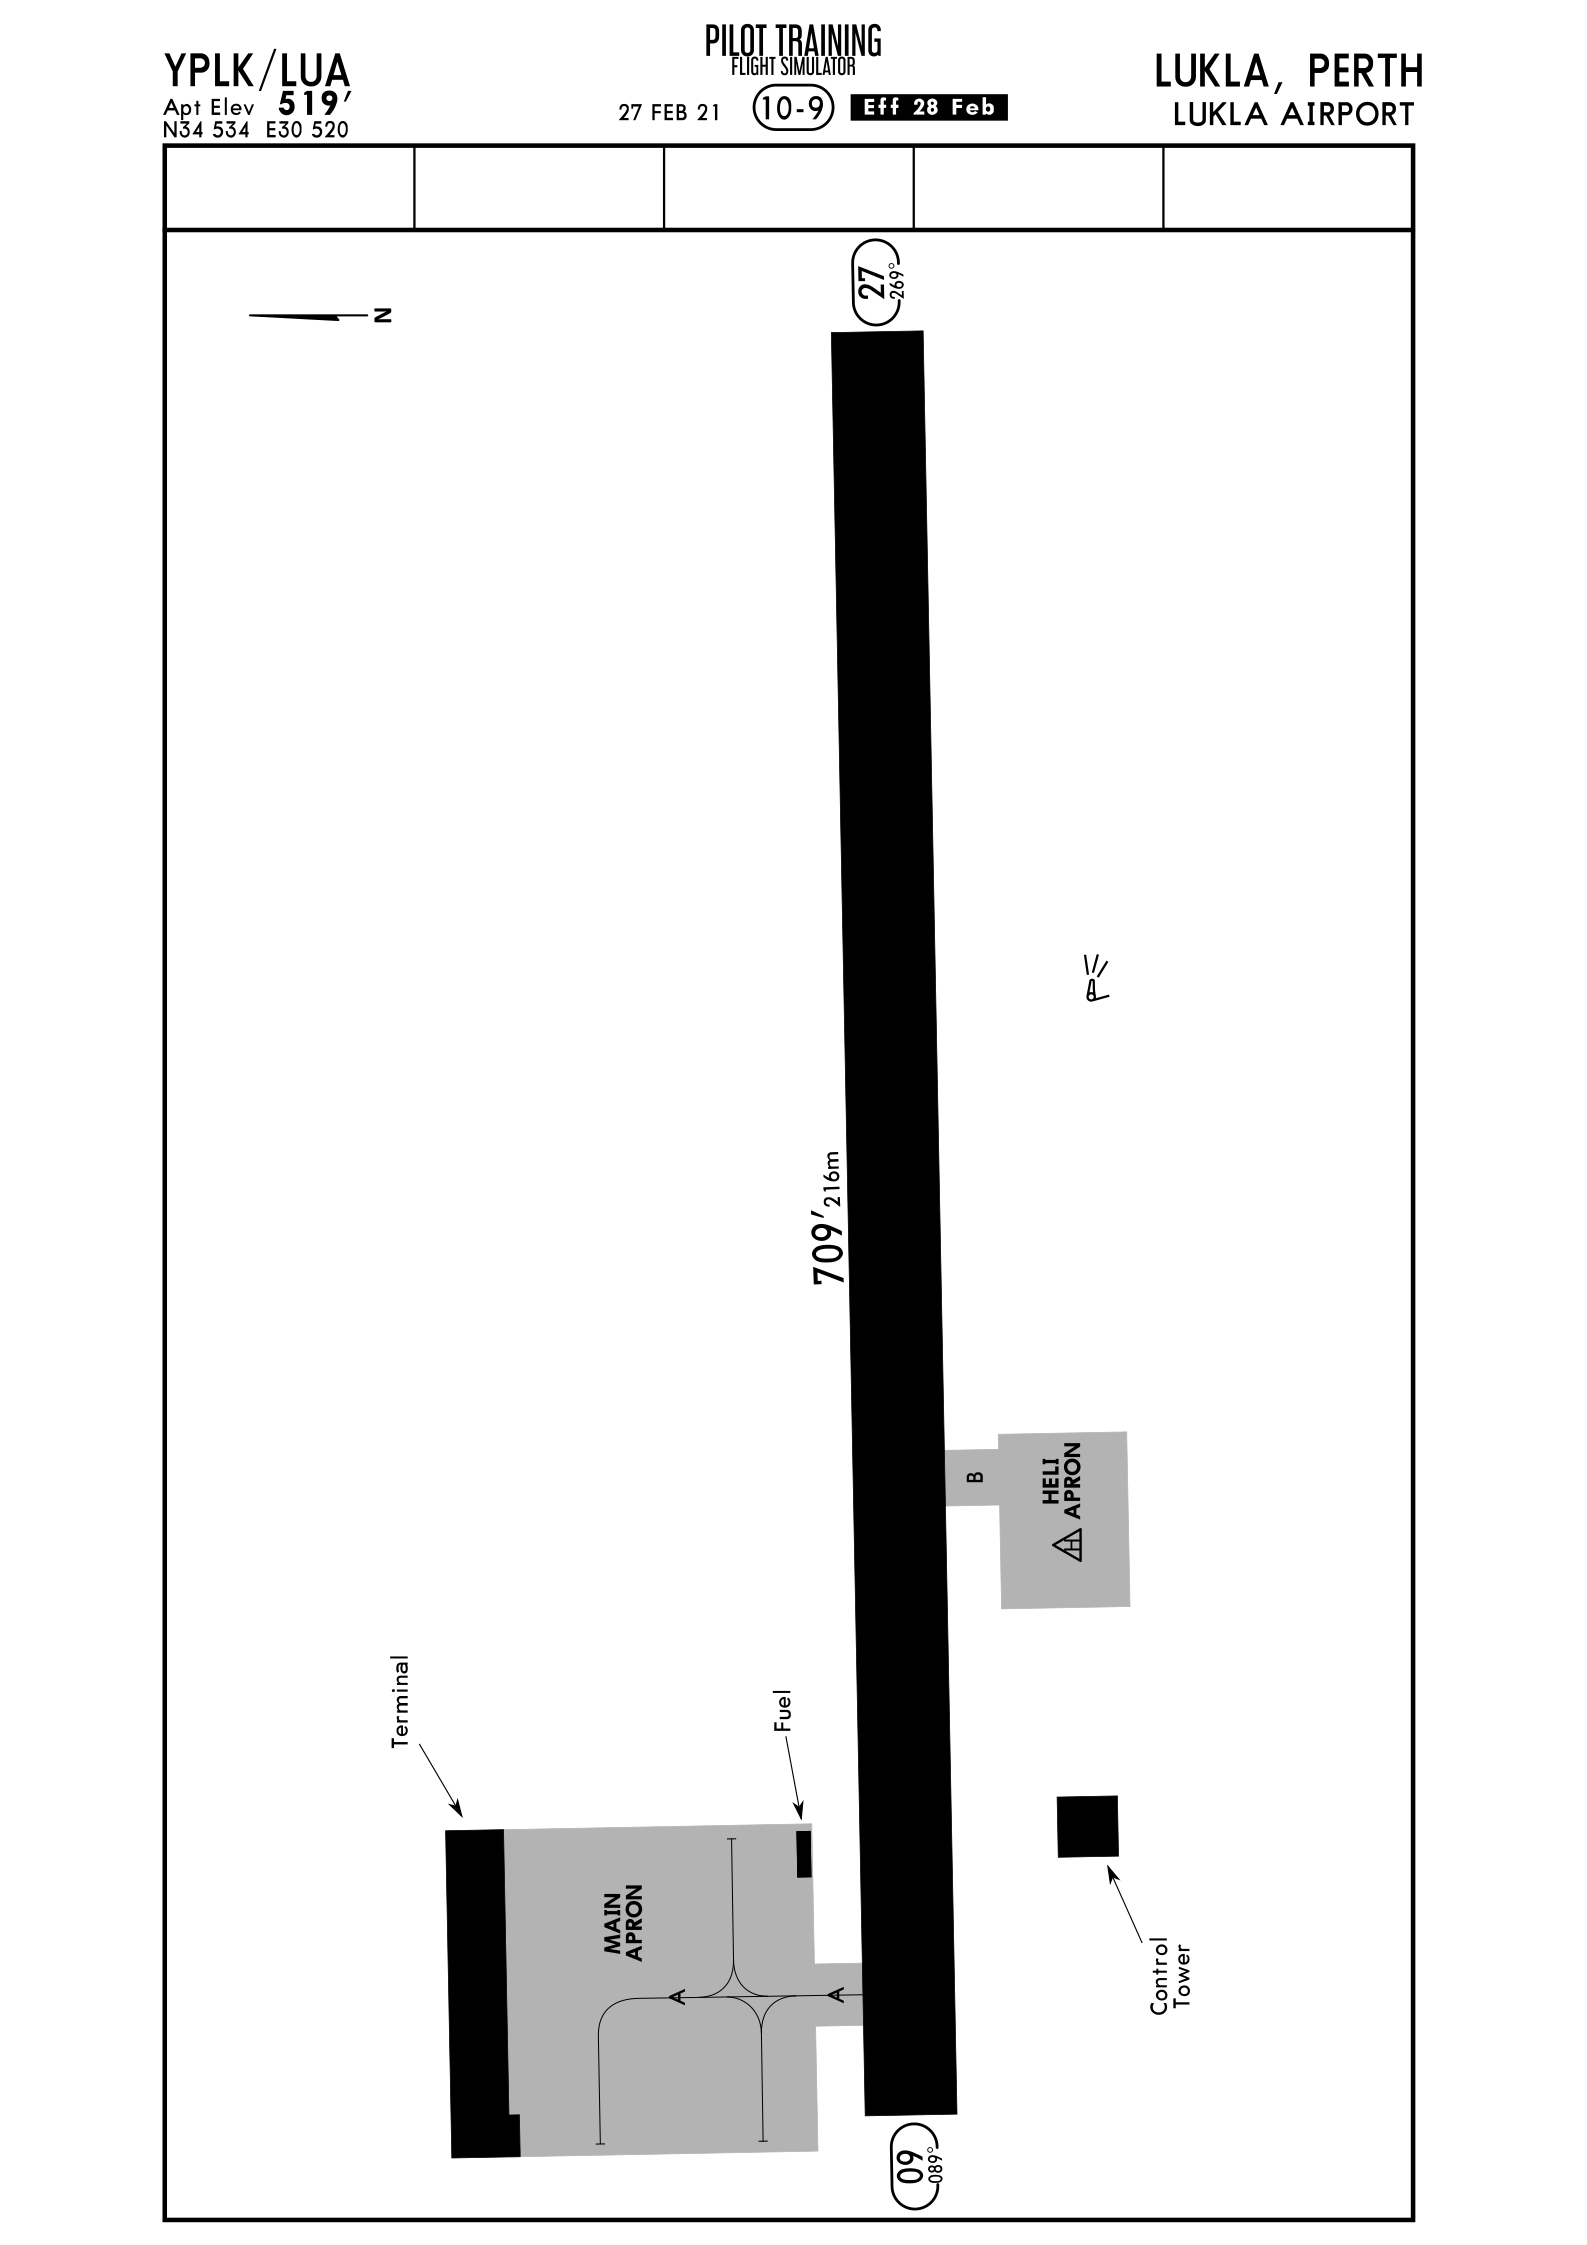 YPLK/LUA
Apt Elev 519'
N34 534 E30 520
PILOT TRAINING
FLIGHT SIMULATOR
27 FEB 21 10-9 Eff 28 Feb
LUKLA, PERTH
LUKLA AIRPORT
N
27
269°
709' 216m
B
HELI
APRON
H
Terminal
Fuel
MAIN
APRON
A
A
Control
Tower
09
089°